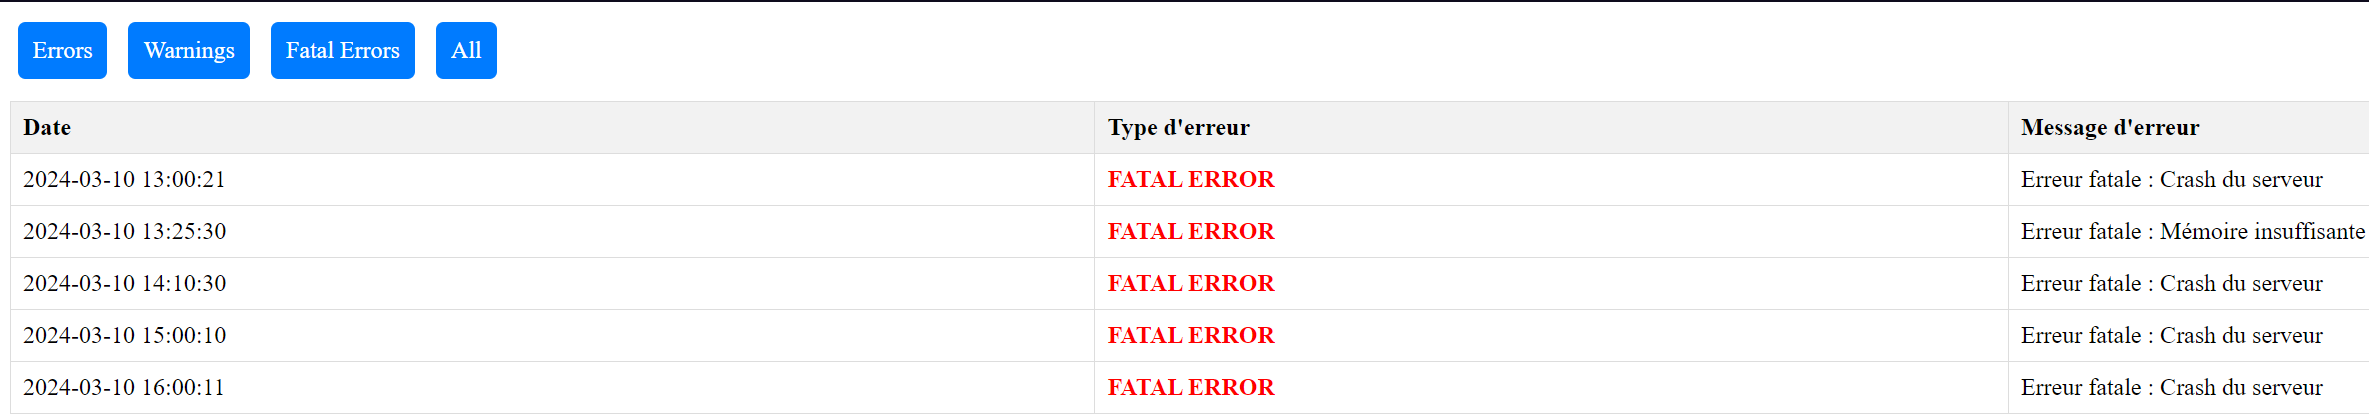 Errors Warnings Fatal Errors All
Date Type d'erreur Message d'erreur
2024-03-10 13:00:21 FATAL ERROR Erreur fatale : Crash du serveur
2024-03-10 13:25:30 FATAL ERROR Erreur fatale : Mémoire insuffisante
2024-03-10 14:10:30 FATAL ERROR Erreur fatale : Crash du serveur
2024-03-10 15:00:10 FATAL ERROR Erreur fatale : Crash du serveur
2024-03-10 16:00:11 FATAL ERROR Erreur fatale : Crash du serveur